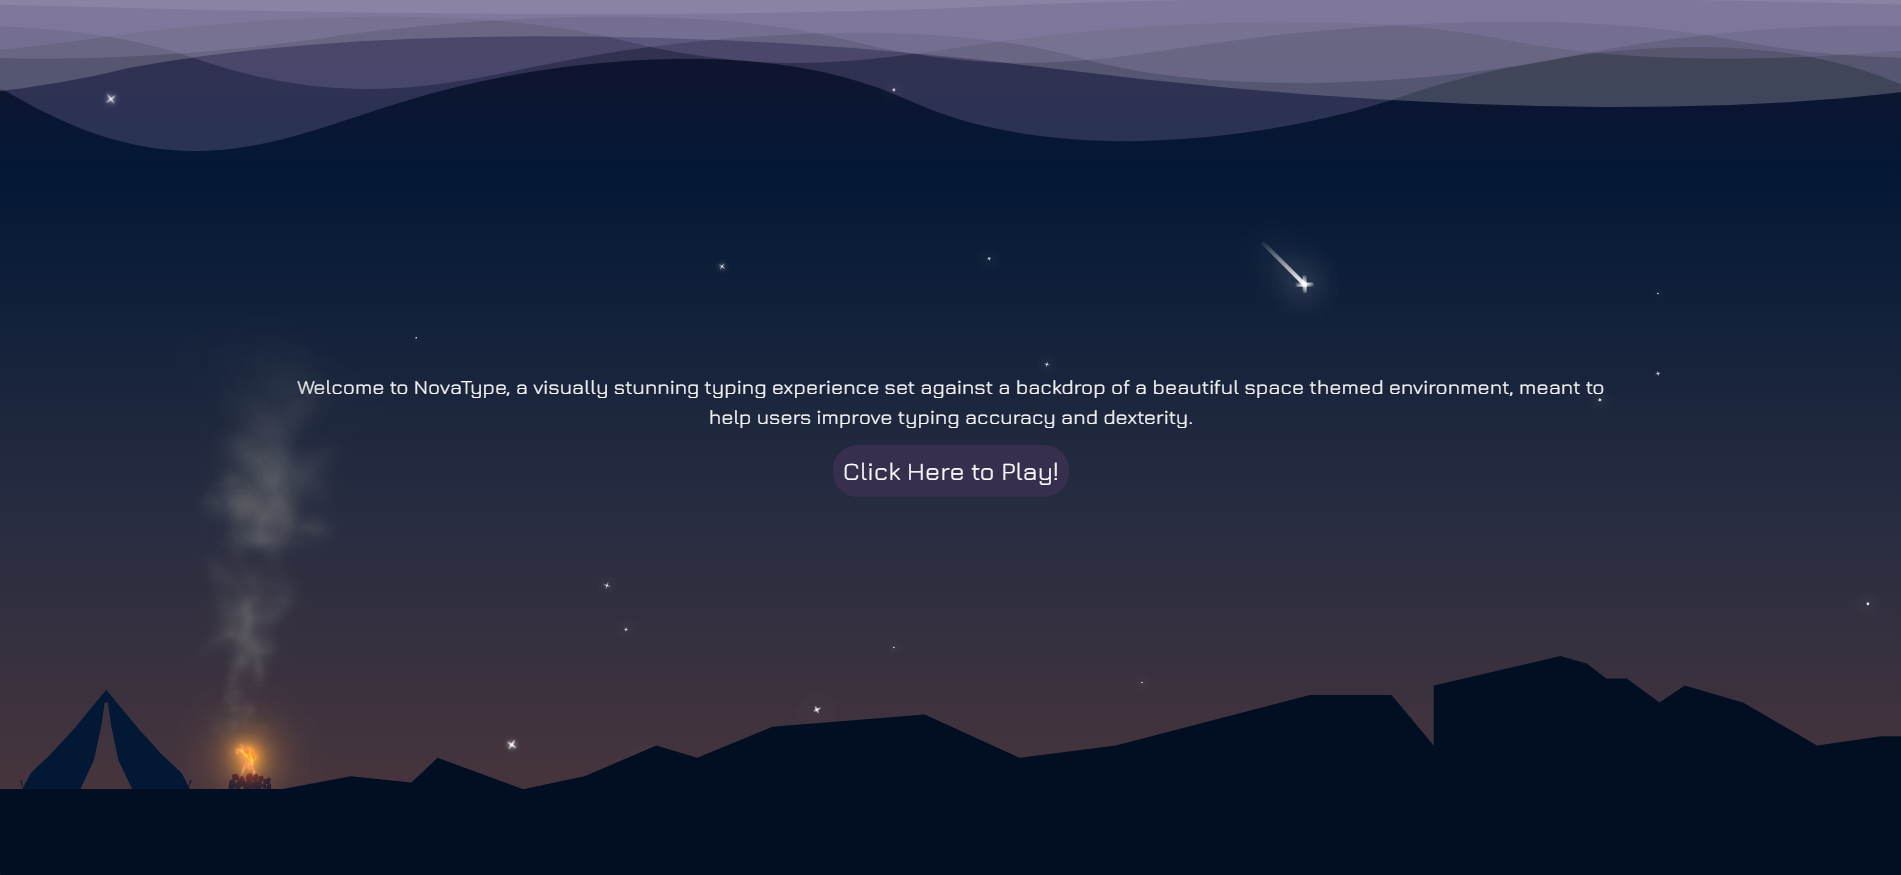 Welcome to NovaType, a visually stunning typing experience set against a backdrop of a beautiful space themed environment, meant to
help users improve typing accuracy and dexterity.
Click Here to Play!